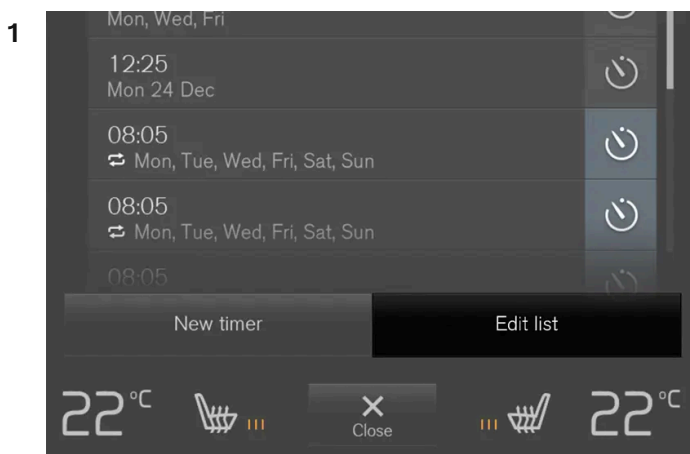 1
Mon, Wed, Fri
12:25
Mon 24 Dec
08:05
Mon, Tue, Wed, Fri, Sat, Sun
08:05
Mon, Tue, Wed, Fri, Sat, Sun
08:05
New timer
Edit list
22°C
Close
22°C